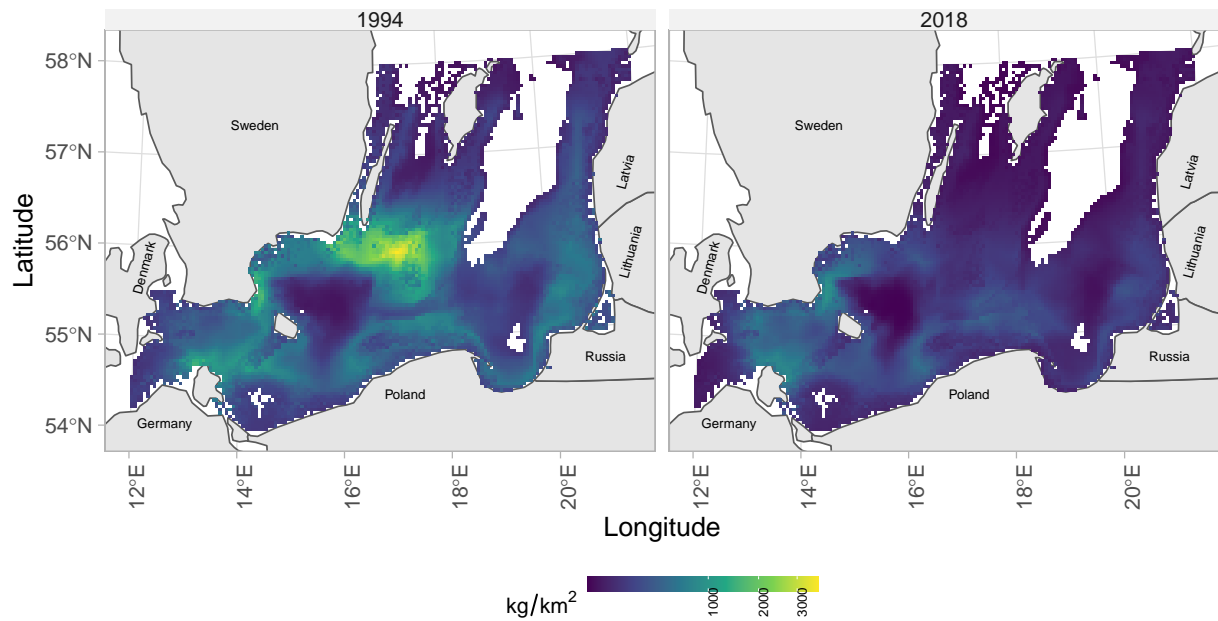 1994
2018
58°N
57°N
56°N
55°N
54°N
Latitude
Sweden
Denmark
Latvia
Lithuania
Russia
Poland
Germany
Sweden
Denmark
Latvia
Lithuania
Russia
Poland
Germany
12°E
14°E
16°E
18°E
20°E
12°E
14°E
16°E
18°E
20°E
Longitude
kg/km²
1000
2000
3000